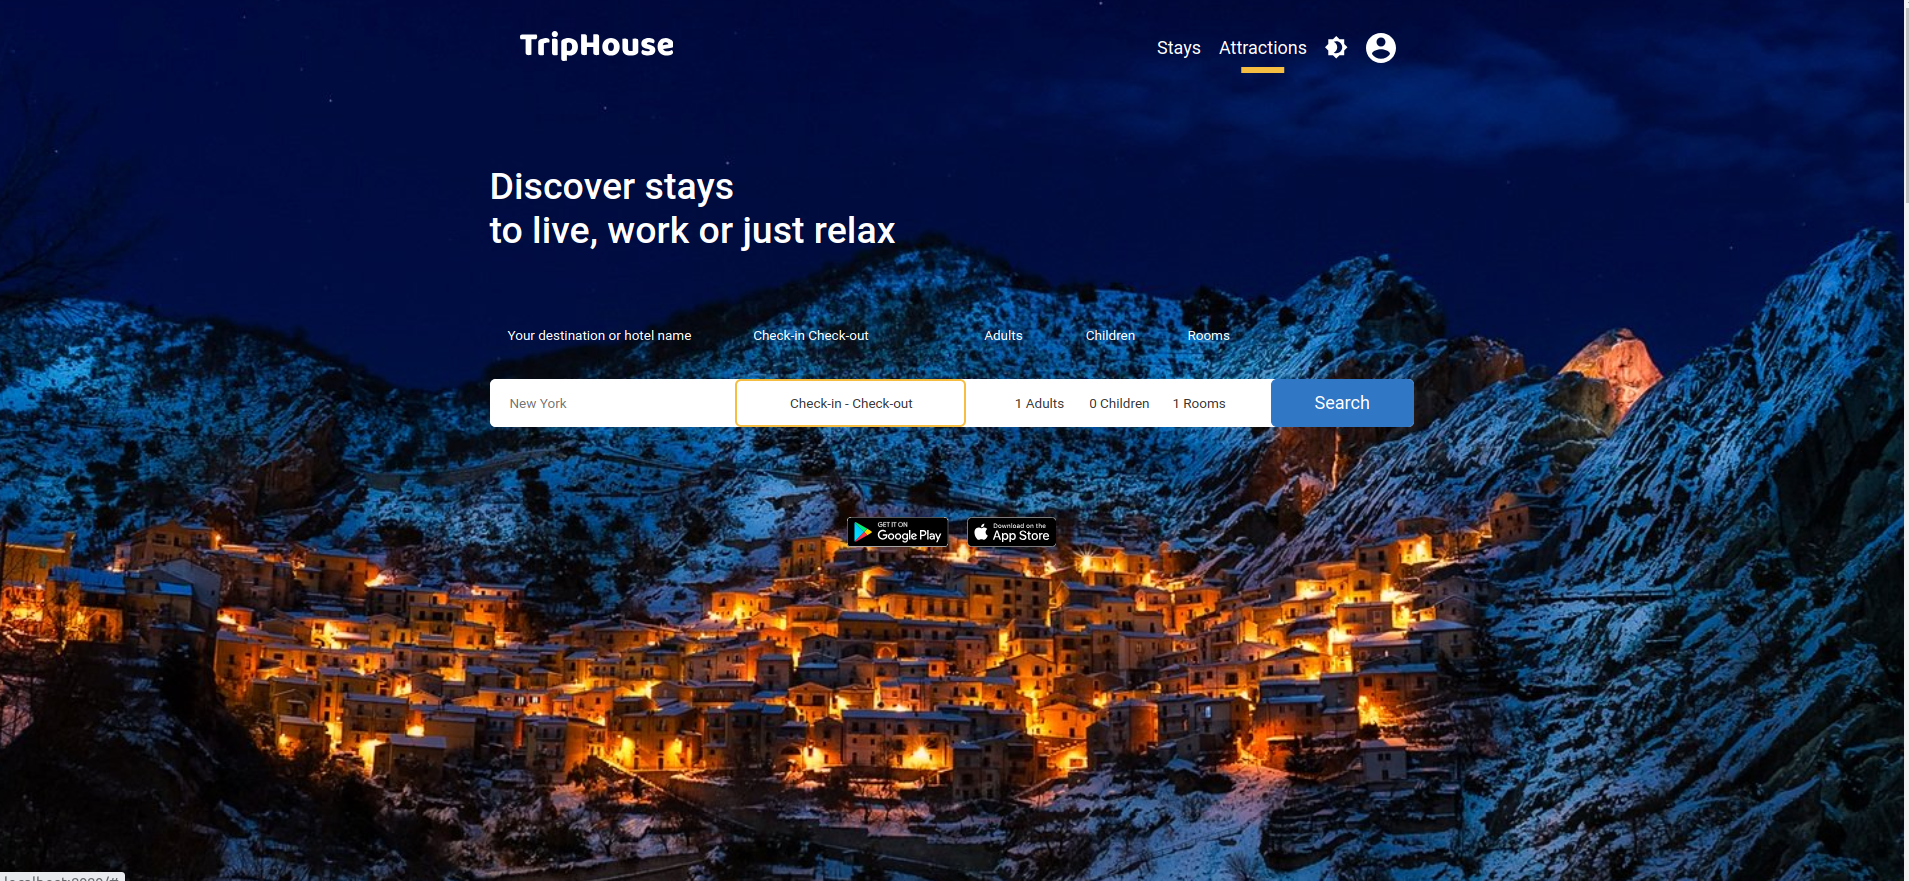 TripHouse
Stays Attractions
Discover stays
to live, work or just relax
Your destination or hotel name Check-in Check-out Adults Children Rooms
New York Check-in - Check-out 1 Adults 0 Children 1 Rooms Search
GET IT ON
Google Play
Download on the
App Store